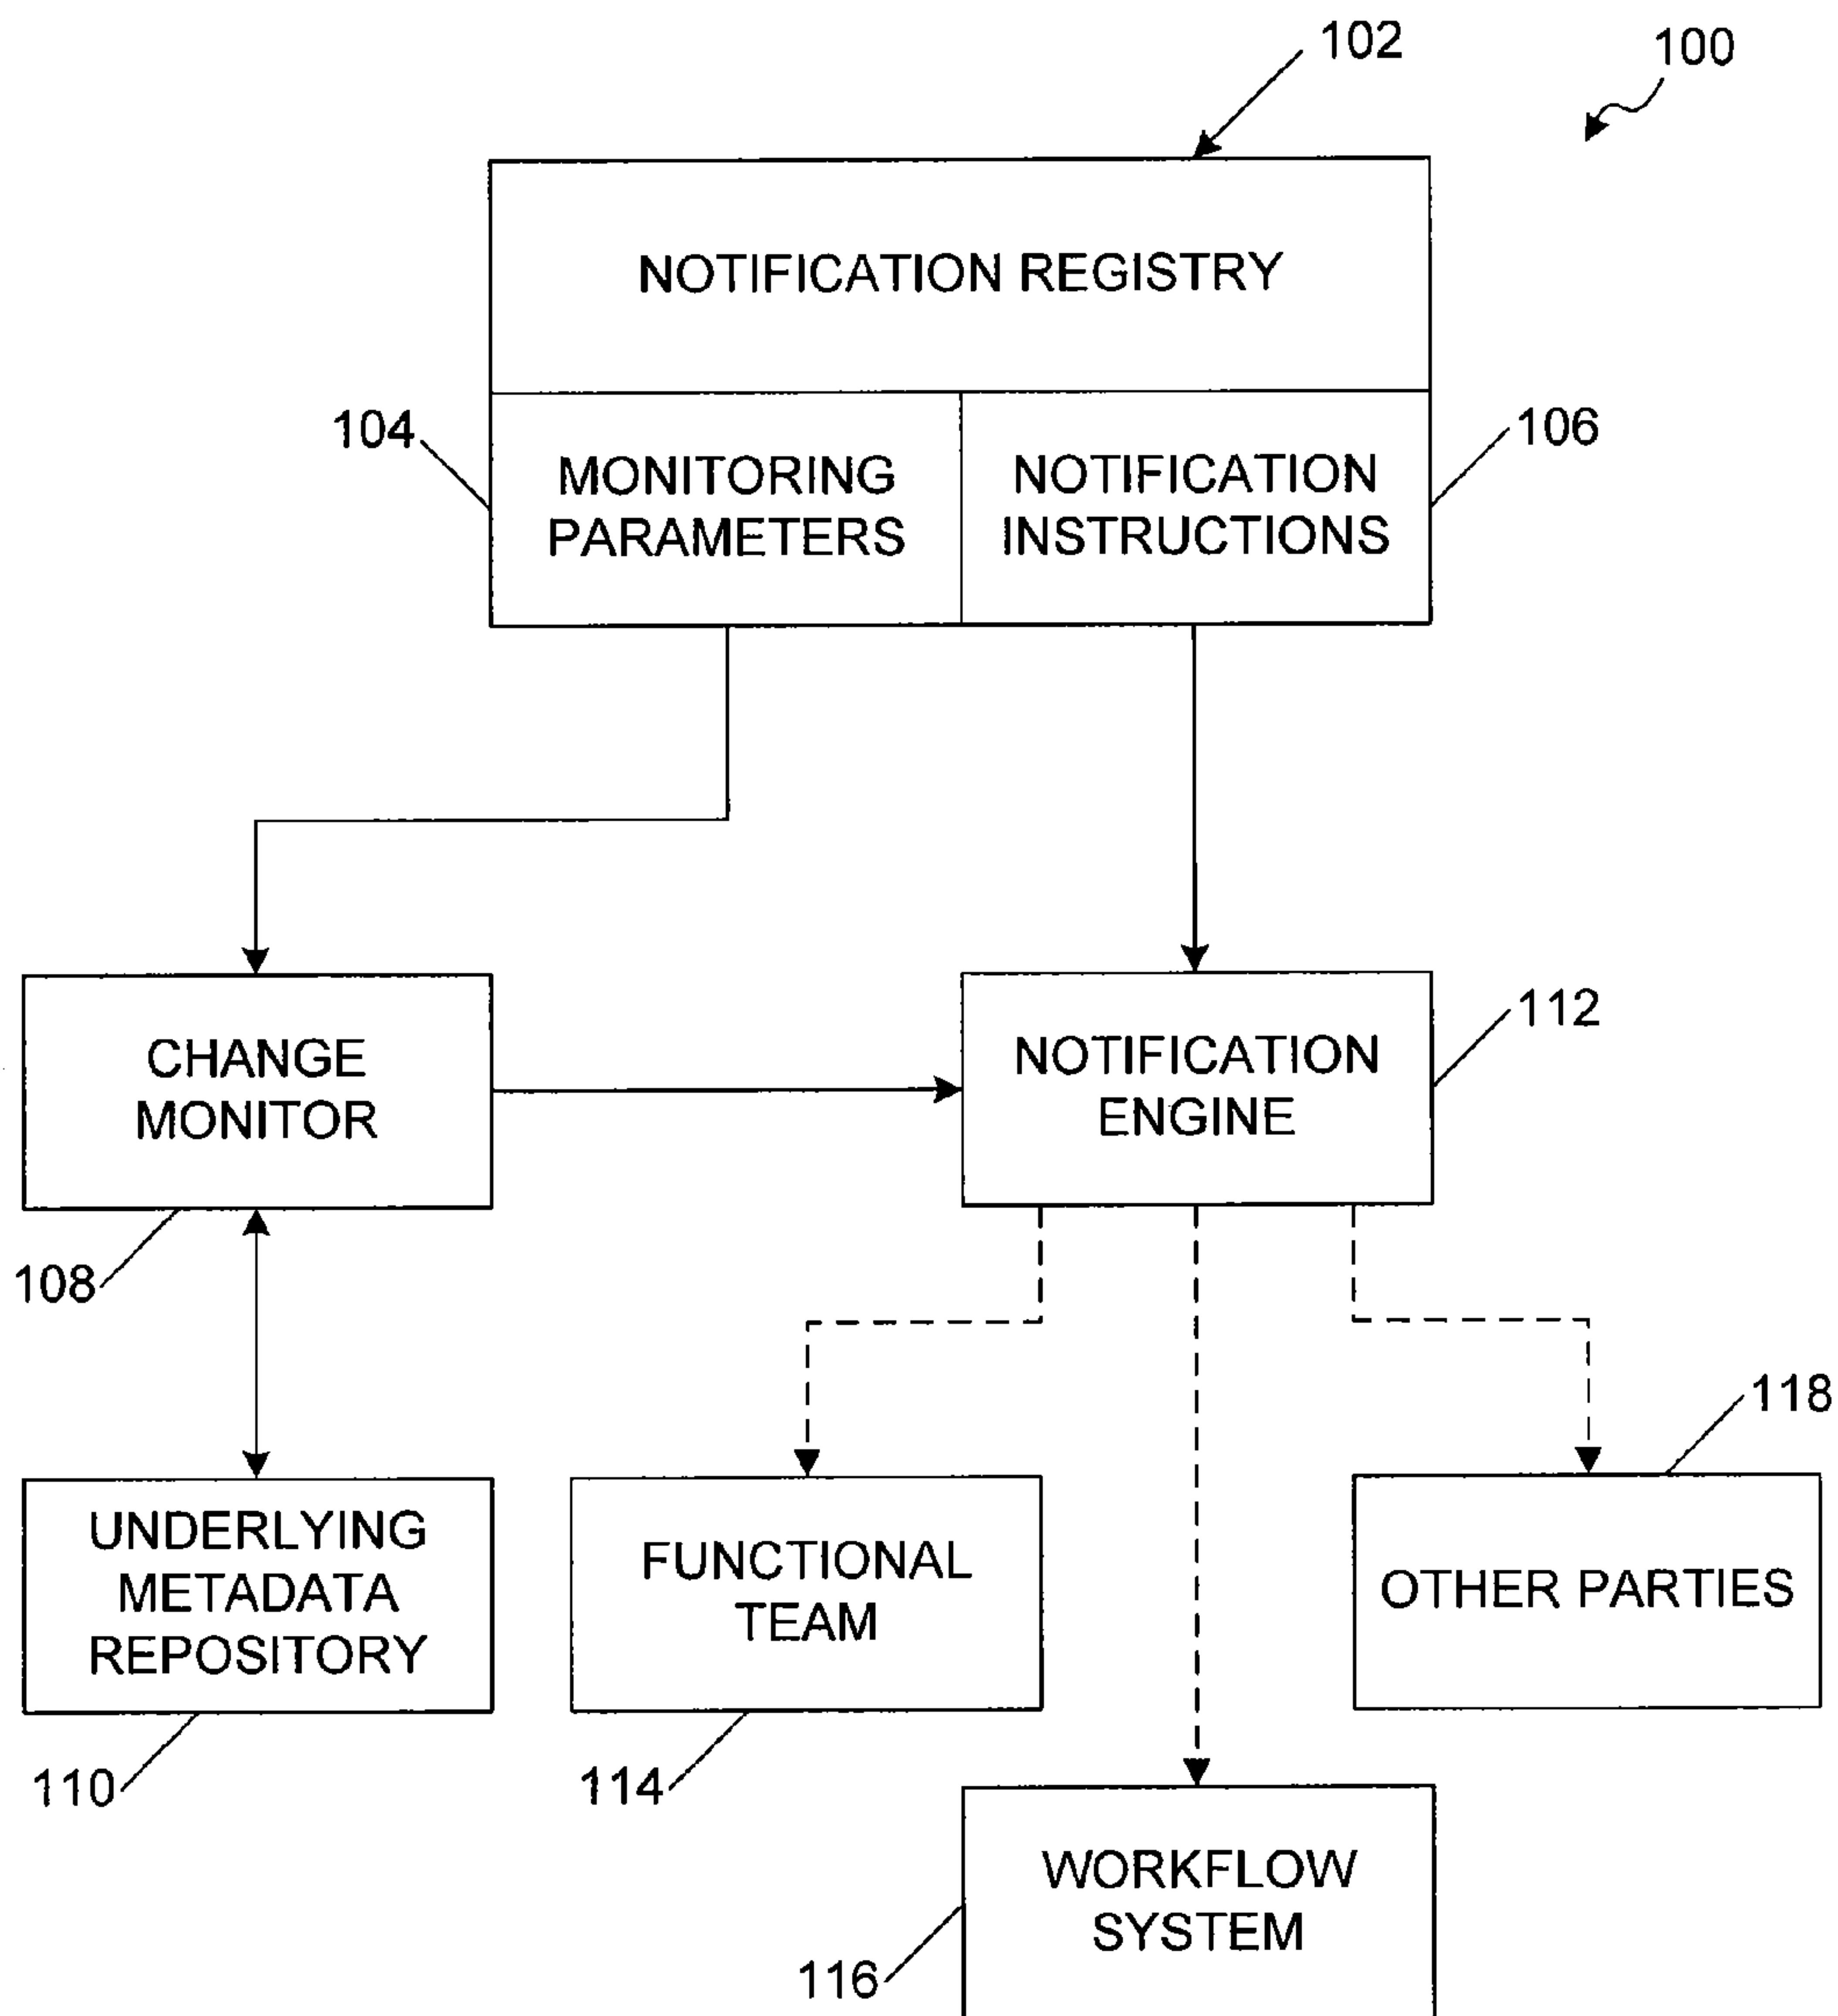 102
100
NOTIFICATION REGISTRY
104
106
MONITORING
PARAMETERS
NOTIFICATION
INSTRUCTIONS
CHANGE
MONITOR
108
NOTIFICATION
ENGINE
112
118
UNDERLYING
METADATA
REPOSITORY
110
FUNCTIONAL
TEAM
114
OTHER PARTIES
WORKFLOW
SYSTEM
116